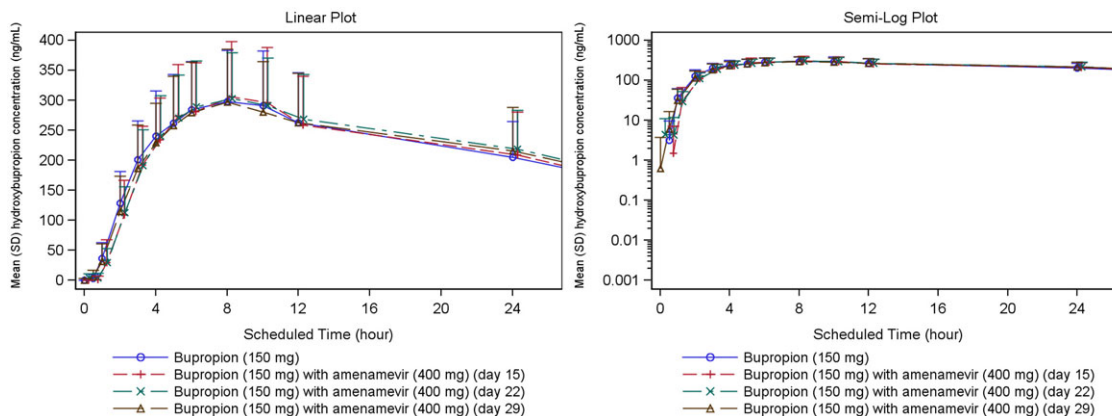 Linear Plot
Mean (SD) hydroxybupropion concentration (ng/mL)
400
350
300
250
200
150
100
50
0
0 4 8 12 16 20 24
Scheduled Time (hour)
Bupropion (150 mg)
Bupropion (150 mg) with amenamevir (400 mg) (day 15)
Bupropion (150 mg) with amenamevir (400 mg) (day 22)
Bupropion (150 mg) with amenamevir (400 mg) (day 29)
Semi-Log Plot
Mean (SD) hydroxybupropion concentration (ng/mL)
1000
100
10
1
0.1
0.01
0.001
0 4 8 12 16 20 24
Scheduled Time (hour)
Bupropion (150 mg)
Bupropion (150 mg) with amenamevir (400 mg) (day 15)
Bupropion (150 mg) with amenamevir (400 mg) (day 22)
Bupropion (150 mg) with amenamevir (400 mg) (day 29)